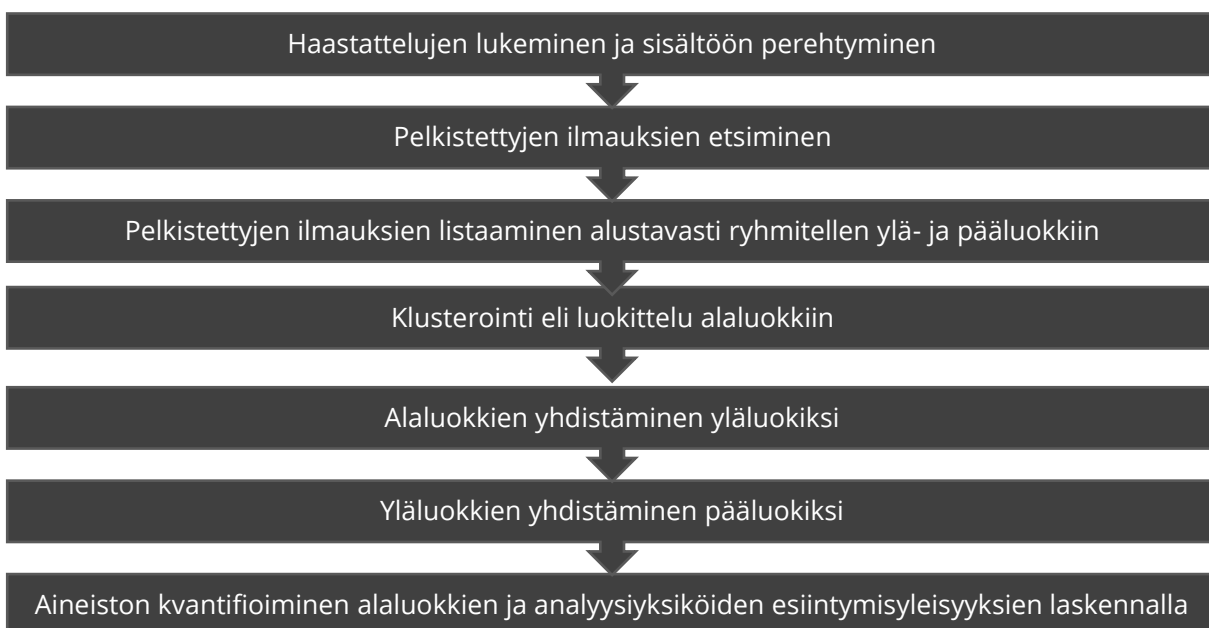 Haastattelujen lukeminen ja sisältöön perehtyminen
Pelkistettyjen ilmauksien etsiminen
Pelkistettyjen ilmauksien listaaminen alustavasti ryhmitellen ylä- ja pääluokkiin
Klusterointi eli luokittelu alaluokkiin
Alaluokkien yhdistäminen yläluokiksi
Yläluokkien yhdistäminen pääluokiksi
Aineiston kvantifioiminen alaluokkien ja analyysiyksiköiden esiintymisyleisyyksien laskennalla